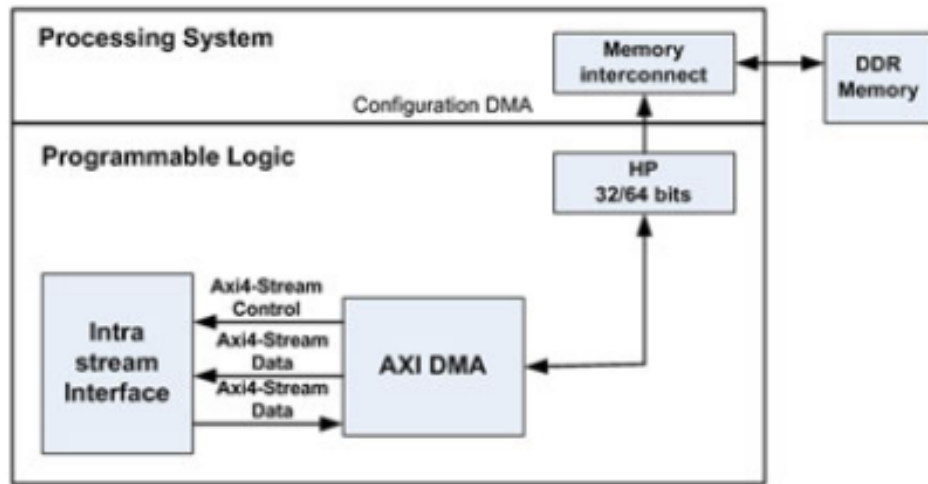 Processing System
Memory
interconnect
DDR
Memory
Configuration DMA
Programmable Logic
HP
32/64 bits
Axi4-Stream
Control
Axi4-Stream
Data
Axi4-Stream
Data
Intra
stream
Interface
AXI DMA